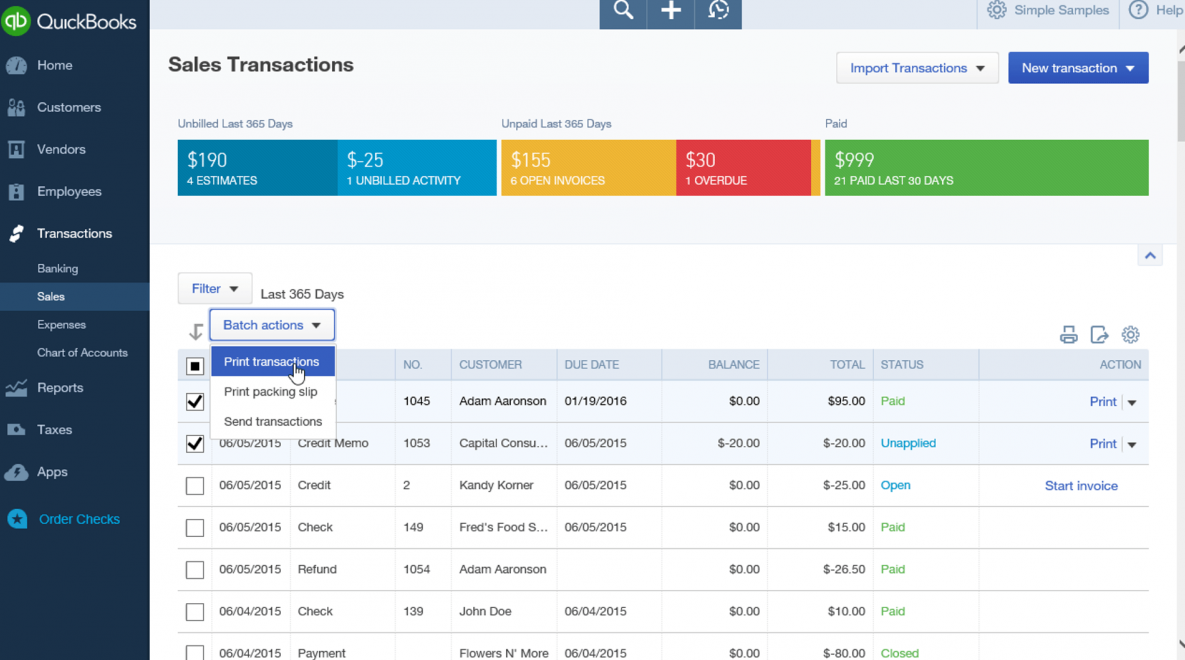 QuickBooks
Simple Samples
Help
Home
Customers
Vendors
Employees
Transactions
Banking
Sales
Expenses
Chart of Accounts
Reports
Taxes
Apps
Order Checks
Sales Transactions
Import Transactions
New transaction
Unbilled Last 365 Days
Unpaid Last 365 Days
Paid
$190
4 ESTIMATES
$-25
1 UNBILLED ACTIVITY
$155
6 OPEN INVOICES
$30
1 OVERDUE
$999
21 PAID LAST 30 DAYS
Filter
Last 365 Days
Batch actions
Print transactions
Print packing slip
Send transactions
NO. CUSTOMER DUE DATE BALANCE TOTAL STATUS ACTION
1045 Adam Aaronson 01/19/2016 $0.00 $95.00 Paid Print
06/05/2015 Credit Memo 1053 Capital Consu... 06/05/2015 $-20.00 $-20.00 Unapplied Print
06/05/2015 Credit 2 Kandy Korner 06/05/2015 $0.00 $-25.00 Open Start invoice
06/05/2015 Check 149 Fred's Food S... 06/05/2015 $0.00 $15.00 Paid
06/05/2015 Refund 1054 Adam Aaronson $0.00 $-26.50 Paid
06/04/2015 Check 139 John Doe 06/04/2015 $0.00 $10.00 Paid
06/04/2015 Payment Flowers N' More 06/04/2015 $0.00 $-80.00 Closed